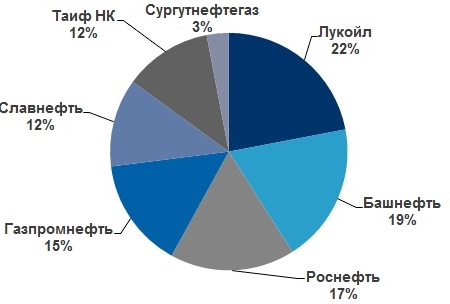 Лукойл
22%
Башнефть
19%
Роснефть
17%
Газпромнефть
15%
Славнефть
12%
Таиф НК
12%
Сургутнефтегаз
3%